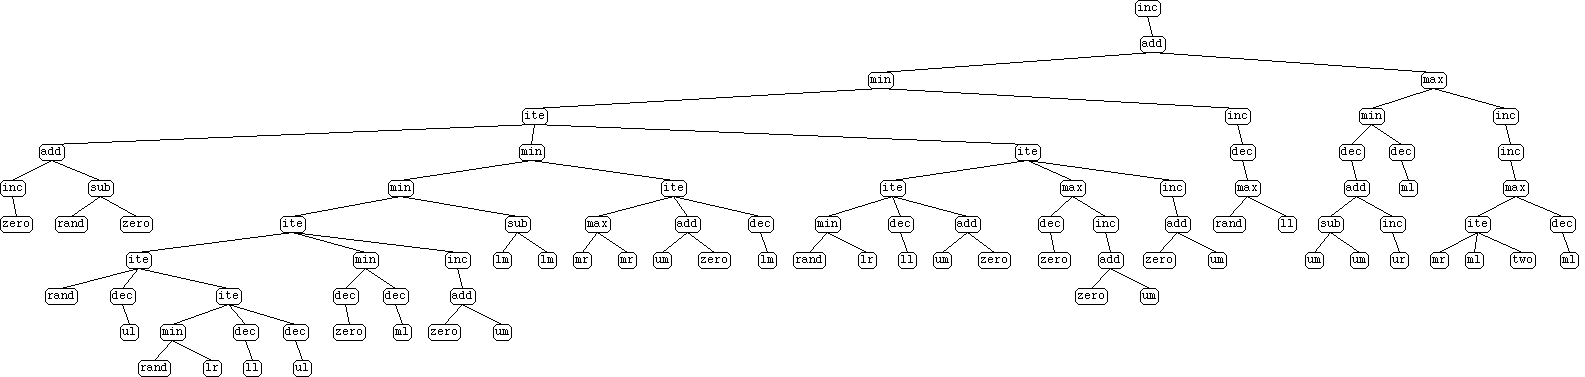 inc
add
min max
ite inc min inc
add min ite dec dec dec inc
inc sub min ite ite max inc max add ml max
zero rand zero ite sub max add dec min dec add dec inc add rand ll sub inc ite dec
ite min inc lm lm mr mr um zero lm rand lr ll um zero zero add zero um um um ur mr ml two ml
rand dec ite dec dec add zero um
ul min dec dec zero ml zero um
rand lr ll ul